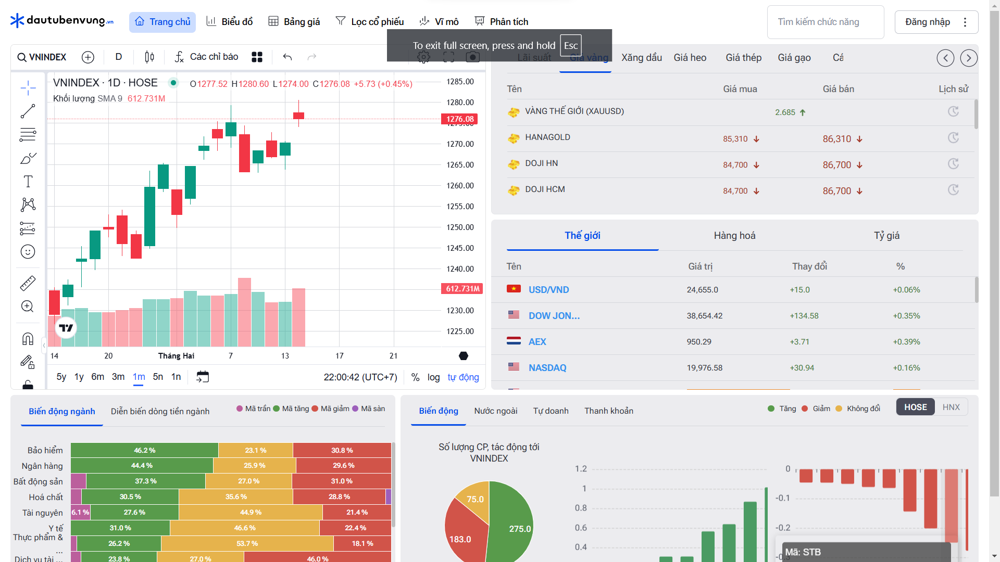 dautubenvung.vn
Trang chủ
Biểu đồ
Bảng giá
Lọc cổ phiếu
Vĩ mô
Phân tích
Tìm kiếm chức năng
Đăng nhập
To exit full screen, press and hold Esc
VNINDEX
D
Các chỉ báo
VNINDEX · 1D · HOSE
O1277.52 H1280.60 L1274.00 C1276.08 +5.73 (+0.45%)
Khối lượng SMA 9 612.731M
1285.00
1280.00
1276.08
1275.00
1270.00
1265.00
1260.00
1255.00
1250.00
1245.00
1240.00
612.731M
1230.00
1225.00
14 20 Tháng Hai 7 13 17 21
5y 1y 6m 3m 1m 5n 1n
22:00:42 (UTC+7)
% log tự động
Lãi suất Giá vàng Xăng dầu Giá heo Giá thép Giá gạo Cá
Tên Giá mua Giá bán Lịch sử
VÀNG THẾ GIỚI (XAUUSD) 2.685
HANAGOLD 85,310 86,310
DOJI HN 84,700 86,700
DOJI HCM 84,700 86,700
Thế giới Hàng hoá Tỷ giá
Tên Giá trị Thay đổi %
USD/VND 24,655.0 +15.0 +0.06%
DOW JON... 38,654.42 +134.58 +0.35%
AEX 950.29 +3.71 +0.39%
NASDAQ 19,976.58 +30.94 +0.16%
Biến động ngành
Diễn biến dòng tiền ngành
Mã trần Mã tăng Mã giảm Mã sàn
Bảo hiểm 46.2 % 23.1 % 30.8 %
Ngân hàng 44.4 % 25.9 % 29.6 %
Bất động sản 37.3 % 27.0 % 31.0 %
Hoá chất 30.5 % 35.6 % 28.8 %
Tài nguyên 6.1 % 27.6 % 44.9 % 21.4 %
Y tế 31.0 % 46.6 % 22.4 %
Thực phẩm & ... 26.2 % 53.7 % 18.1 %
Dịch vụ tài ... 23.8 % 27.0 % 46.0 %
Biến động Nước ngoài Tự doanh Thanh khoản
Tăng Giảm Không đổi
HOSE HNX
Số lượng CP, tác động tới
VNINDEX
75.0
275.0
183.0
1.2
1
0.8
0.6
0.4
0
-0.1
-0.2
-0.3
Mã: STB